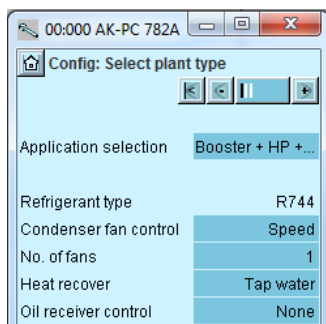 00:000 AK-PC 782A
Config: Select plant type
Application selection Booster + HP +...
Refrigerant type R744
Condenser fan control Speed
No. of fans 1
Heat recover Tap water
Oil receiver control None